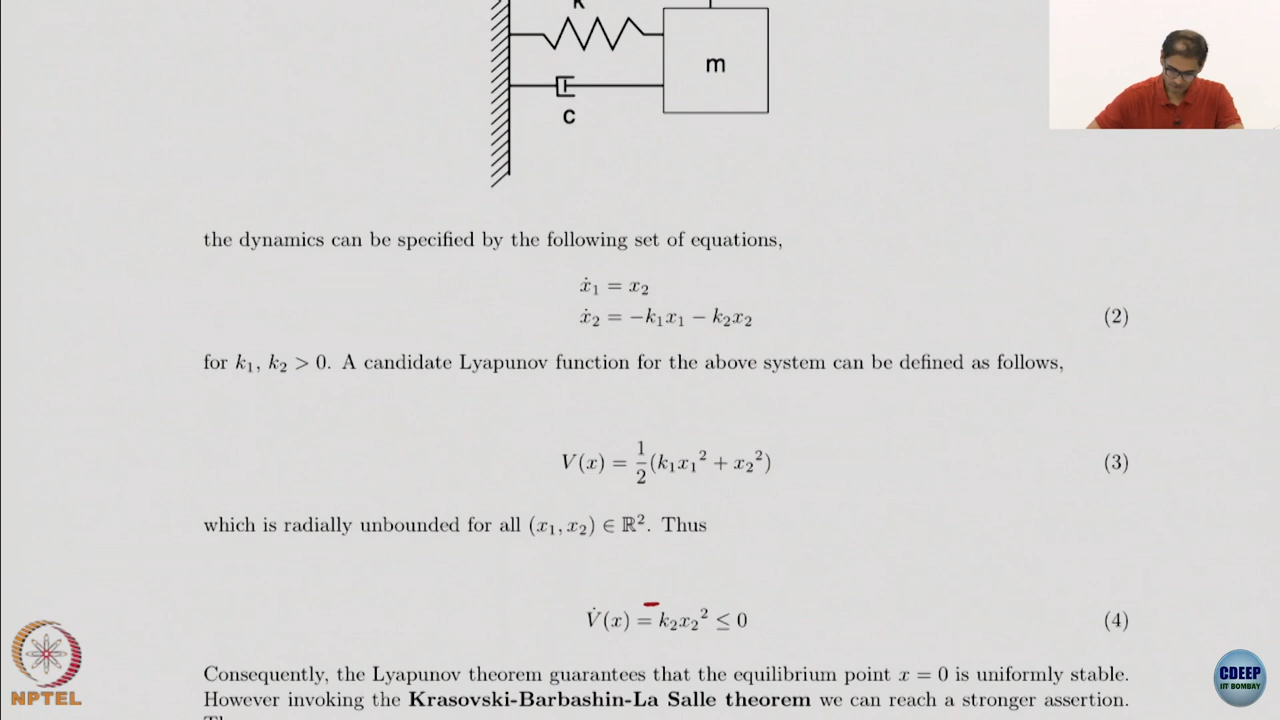 K
m
C
the dynamics can be specified by the following set of equations,
ẋ₁ = x₂
ẋ₂ = −k₁x₁ − k₂x₂ (2)
for k₁, k₂ > 0. A candidate Lyapunov function for the above system can be defined as follows,
V(x) = 1/2(k₁x₁² + x₂²) (3)
which is radially unbounded for all (x₁, x₂) ∈ ℝ². Thus
V̇(x) = k₂x₂² ≤ 0 (4)
Consequently, the Lyapunov theorem guarantees that the equilibrium point x = 0 is uniformly stable.
However invoking the Krasovski-Barbashin-La Salle theorem we can reach a stronger assertion.
NPTEL
CDEEP
IIT BOMBAY